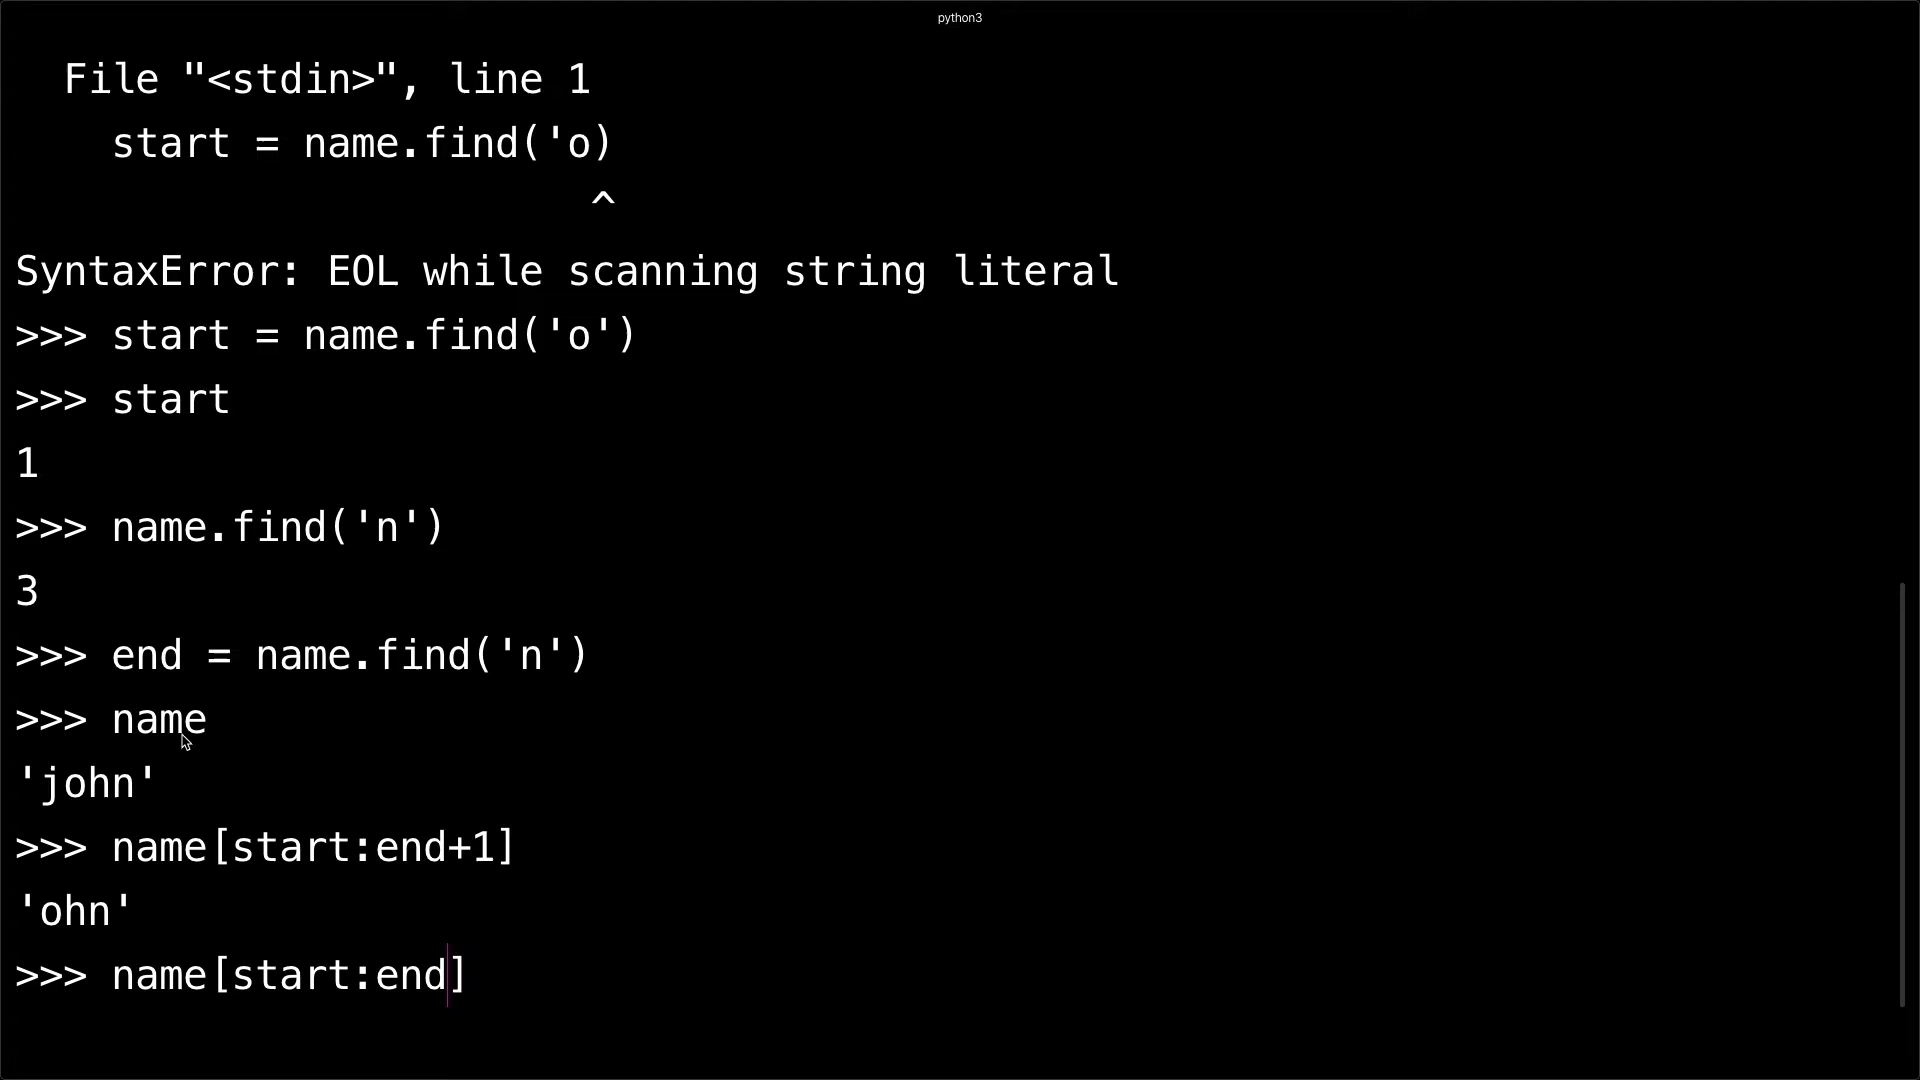 python3
File "<stdin>", line 1
start = name.find('o)
^
SyntaxError: EOL while scanning string literal
>>> start = name.find('o')
>>> start
1
>>> name.find('n')
3
>>> end = name.find('n')
>>> name
'john'
>>> name[start:end+1]
'ohn'
>>> name[start:end]